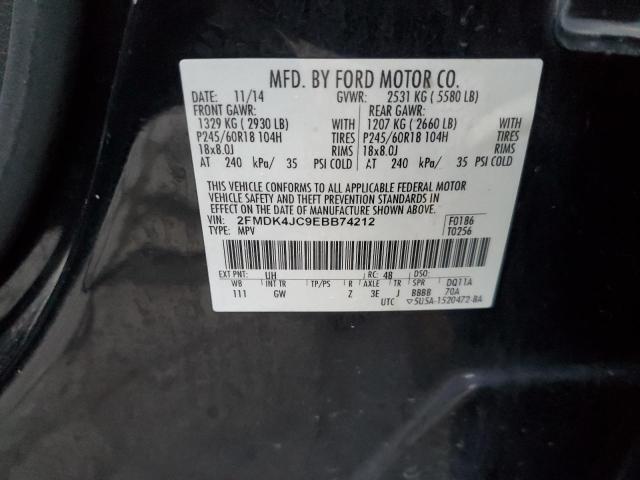 MFD. BY FORD MOTOR CO.
DATE: 11/14 GVWR: 2531 KG ( 5580 LB)
FRONT GAWR: REAR GAWR:
1329 KG ( 2930 LB) WITH 1207 KG ( 2660 LB) WITH
P245/60R18 104H TIRES P245/60R18 104H TIRES
18x8.0J RIMS 18x8.0J RIMS
AT 240 kPa/ 35 PSI COLD AT 240 kPa/ 35 PSI COLD
THIS VEHICLE CONFORMS TO ALL APPLICABLE FEDERAL MOTOR
VEHICLE SAFETY AND THEFT PREVENTION STANDARDS IN
EFFECT ON THE DATE OF MANUFACTURE SHOWN ABOVE.
VIN: 2FMDK4JC9EBB74212 F0186
TYPE: MPV T0256
EXT PNT: UH RC: 48 DSO:
WB INT TR TP/PS R AXLE TR SPR DQ11A
111 GW Z 3E J BBBB 70A
UTC ▽5U5A-1520472-BA